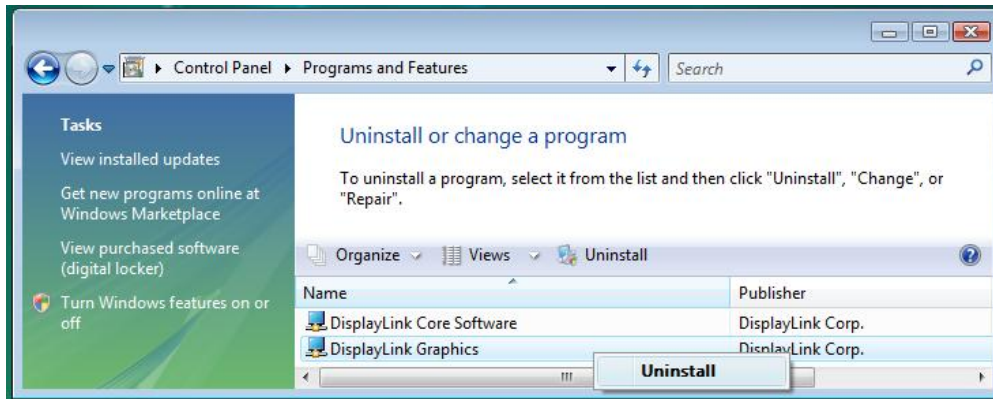 Control Panel ▸ Programs and Features
Search
Tasks
View installed updates
Get new programs online at
Windows Marketplace
View purchased software
(digital locker)
Turn Windows features on or
off
Uninstall or change a program
To uninstall a program, select it from the list and then click "Uninstall", "Change", or
"Repair".
Organize Views Uninstall
Name Publisher
DisplayLink Core Software DisplayLink Corp.
DisplayLink Graphics DisplayLink Corp.
Uninstall